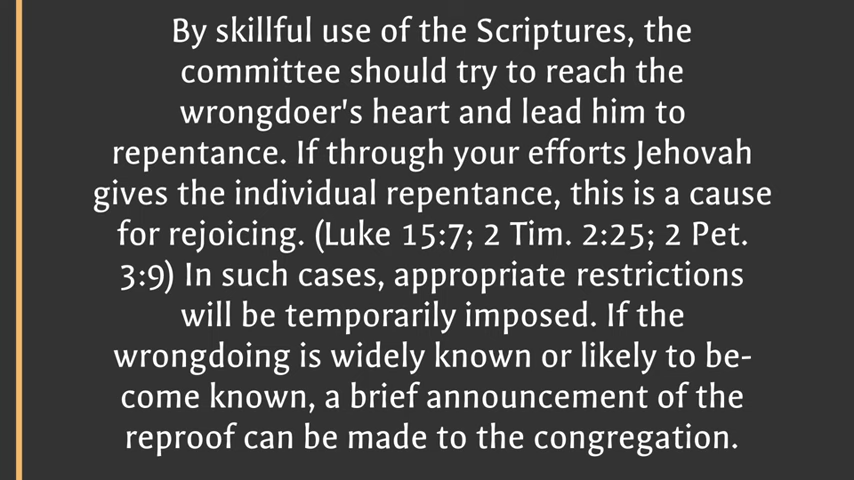 By skillful use of the Scriptures, the
committee should try to reach the
wrongdoer's heart and lead him to
repentance. If through your efforts Jehovah
gives the individual repentance, this is a cause
for rejoicing. (Luke 15:7; 2 Tim. 2:25; 2 Pet.
3:9) In such cases, appropriate restrictions
will be temporarily imposed. If the
wrongdoing is widely known or likely to be-
come known, a brief announcement of the
reproof can be made to the congregation.